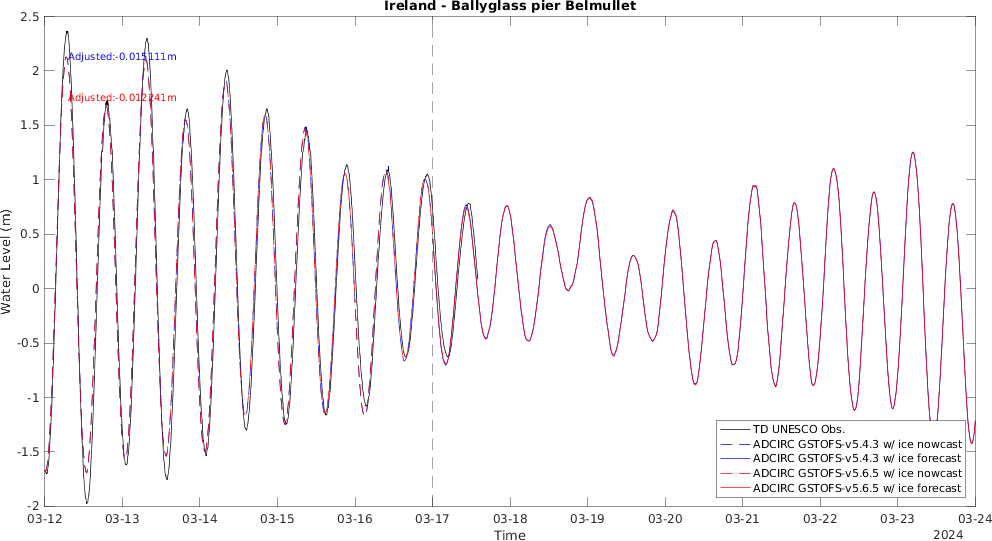 Ireland - Ballyglass pier Belmullet
Adjusted:-0.015111m
Adjusted:-0.012241m
Water Level (m)
2.5
2
1.5
1
0.5
0
-0.5
-1
-1.5
-2
TD UNESCO Obs.
ADCIRC GSTOFS-v5.4.3 w/ ice nowcast
ADCIRC GSTOFS-v5.4.3 w/ ice forecast
ADCIRC GSTOFS-v5.6.5 w/ ice nowcast
ADCIRC GSTOFS-v5.6.5 w/ ice forecast
03-12 03-13 03-14 03-15 03-16 03-17 03-18 03-19 03-20 03-21 03-22 03-23 03-24
Time
2024